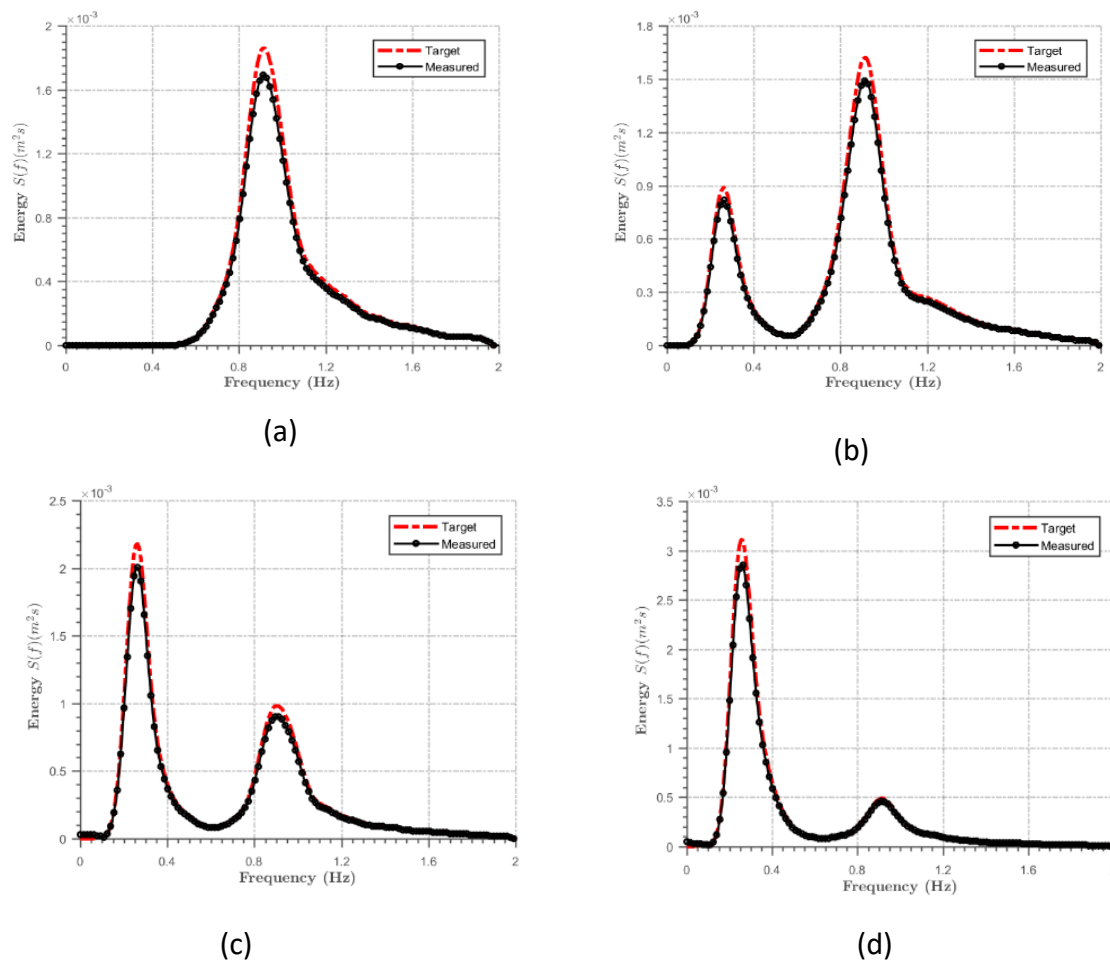 ×10⁻³
2
1.6
1.2
0.8
0.4
0
Energy S(f)(m²s)
Target
Measured
0 0.4 0.8 1.2 1.6 2
Frequency (Hz)
(a)
×10⁻³
1.8
1.5
1.2
0.9
0.6
0.3
0
Energy S(f)(m²s)
Target
Measured
0 0.4 0.8 1.2 1.6 2
Frequency (Hz)
(b)
×10⁻³
2.5
2
1.5
1
0.5
0
Energy S(f)(m²s)
Target
Measured
0 0.4 0.8 1.2 1.6 2
Frequency (Hz)
(c)
×10⁻³
3.5
3
2.5
2
1.5
1
0.5
0
Energy S(f)(m²s)
Target
Measured
0 0.4 0.8 1.2 1.6
Frequency (Hz)
(d)